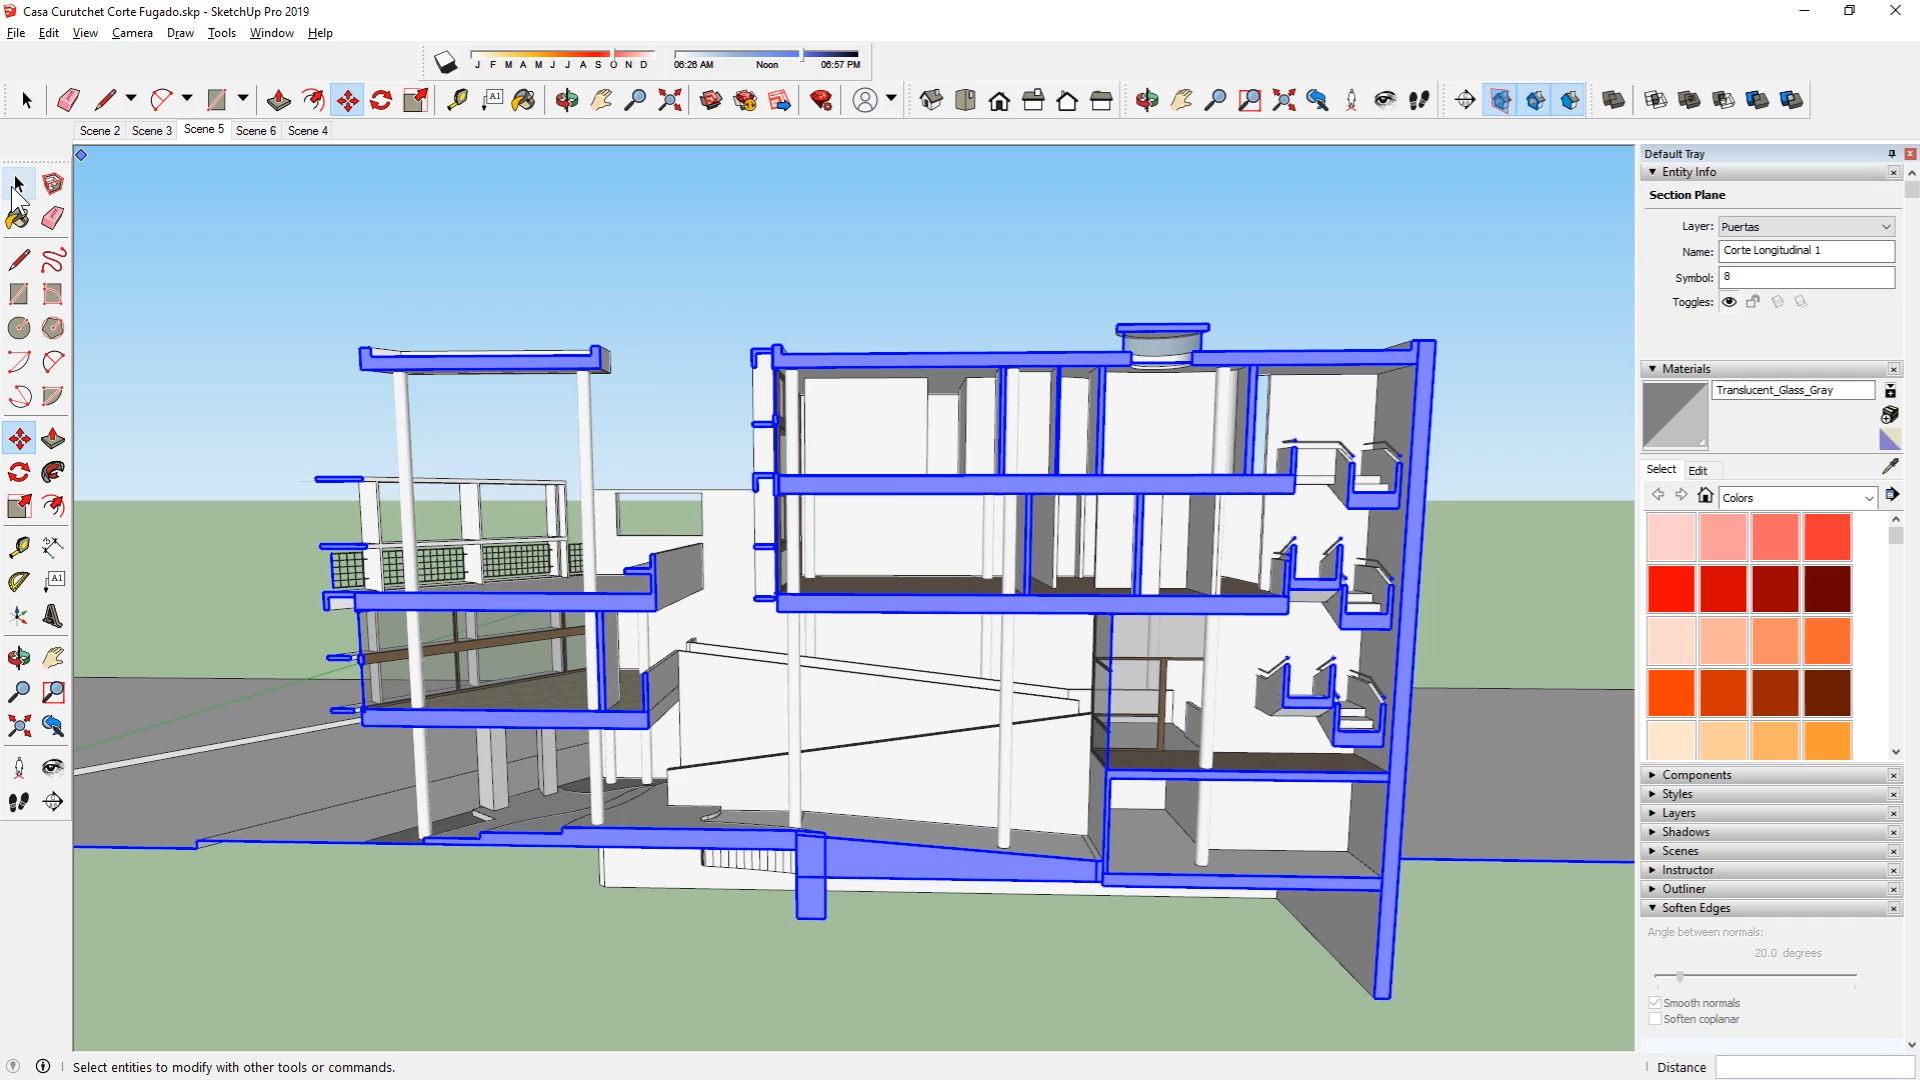 Casa Curutchet Corte Fugado.skp - SketchUp Pro 2019
File Edit View Camera Draw Tools Window Help
J F M A M J J A S O N D
06:26 AM Noon 06:57 PM
A1
Scene 2 Scene 3 Scene 5 Scene 6 Scene 4
Default Tray
Entity Info
Section Plane
Layer: Puertas
Name: Corte Longitudinal 1
Symbol: 8
Toggles:
Materials
Translucent_Glass_Gray
Select Edit
Colors
A1
Components
Styles
Layers
Shadows
Scenes
Instructor
Outliner
Soften Edges
Angle between normals:
20.0 degrees
Smooth normals
Soften coplanar
Select entities to modify with other tools or commands.
Distance